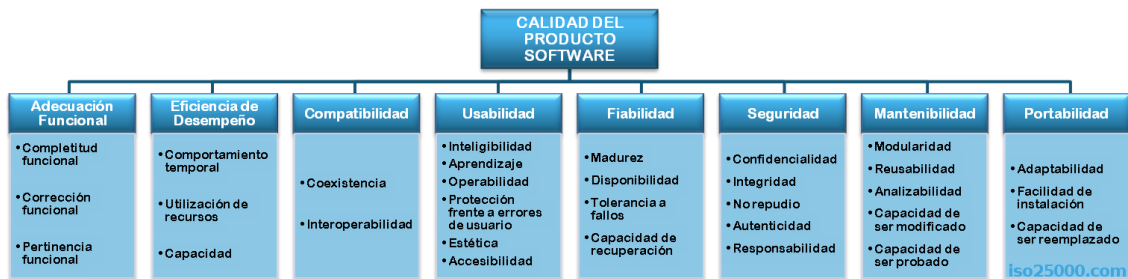 CALIDAD DEL
PRODUCTO
SOFTWARE
Adecuación
Funcional
• Completitud
funcional
• Corrección
funcional
• Pertinencia
funcional
Eficiencia de
Desempeño
• Comportamiento
temporal
• Utilización de
recursos
• Capacidad
Compatibilidad
• Coexistencia
• Interoperabilidad
Usabilidad
• Inteligibilidad
• Aprendizaje
• Operabilidad
• Protección
frente a errores
de usuario
• Estética
• Accesibilidad
Fiabilidad
• Madurez
• Disponibilidad
• Tolerancia a
fallos
• Capacidad de
recuperación
Seguridad
• Confidencialidad
• Integridad
• No repudio
• Autenticidad
• Responsabilidad
Mantenibilidad
• Modularidad
• Reusabilidad
• Analizabilidad
• Capacidad de
ser modificado
• Capacidad de
ser probado
Portabilidad
• Adaptabilidad
• Facilidad de
instalación
• Capacidad de
ser reemplazado
iso25000.com